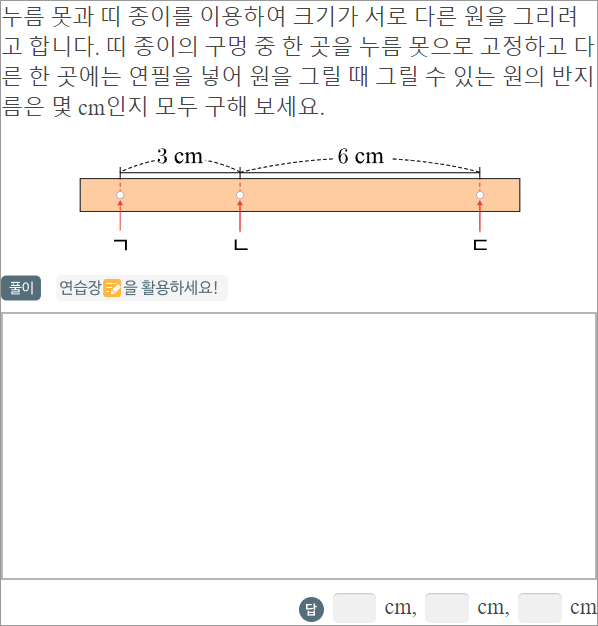 누름 못과 띠 종이를 이용하여 크기가 서로 다른 원을 그리려
고 합니다. 띠 종이의 구멍 중 한 곳을 누름 못으로 고정하고 다
른 한 곳에는 연필을 넣어 원을 그릴 때 그릴 수 있는 원의 반지
름은 몇 cm인지 모두 구해 보세요.
3 cm 6 cm
ㄱ ㄴ ㄷ
풀이 연습장을 활용하세요!
답 cm, cm, cm